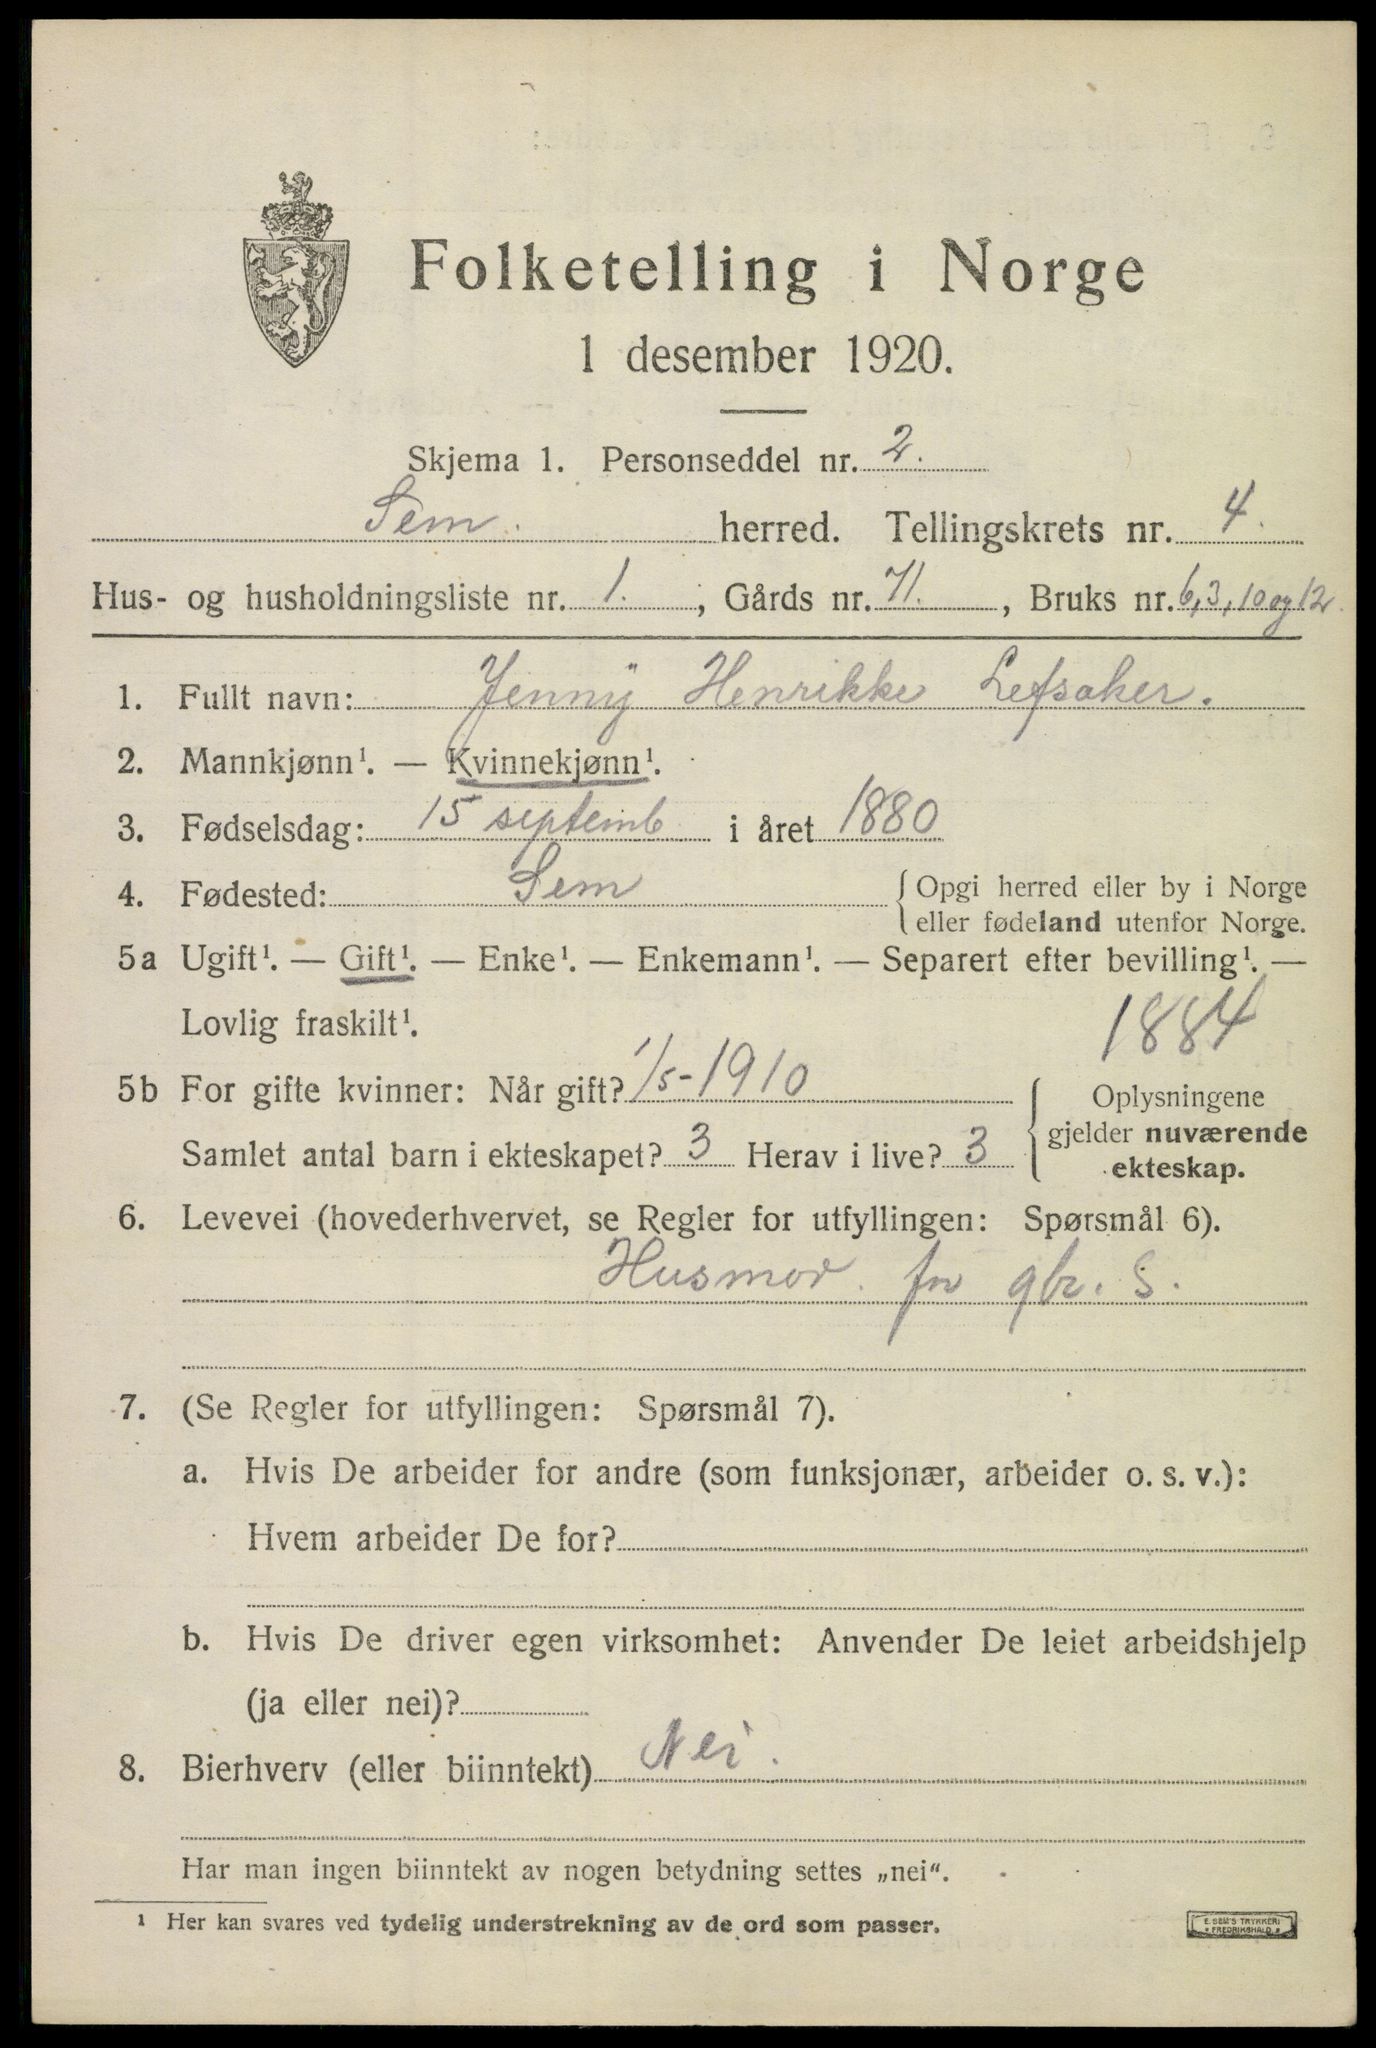 Folketelling i Norge
1 desember 1920.
Skjema 1. Personseddel nr. 2.
Sem. herred. Tellingskrets nr. 4.
Hus- og husholdningsliste nr. 1., Gårds nr. 71., Bruks nr. 6, 3, 10 og 12.
1. Fullt navn: Jenny Henrikke Lefsaker.
2. Mannkjønn¹. — Kvinnekjønn¹.
3. Fødselsdag: 15 septemb i året 1880
4. Fødested: Sem { Opgi herred eller by i Norge
eller fødeland utenfor Norge.
5a Ugift¹. — Gift¹. — Enke¹. — Enkemann¹. — Separert efter bevilling¹. —
Lovlig fraskilt¹.
1884
5b For gifte kvinner: Når gift? 1/5-1910
Samlet antal barn i ekteskapet? 3 Herav i live? 3
Oplysningene
gjelder nuværende
ekteskap.
6. Levevei (hovederhvervet, se Regler for utfyllingen: Spørsmål 6).
Husmor. fru gbr. S.
7. (Se Regler for utfyllingen: Spørsmål 7).
a. Hvis De arbeider for andre (som funksjonær, arbeider o. s. v.):
Hvem arbeider De for?
b. Hvis De driver egen virksomhet: Anvender De leiet arbeidshjelp
(ja eller nei)?
8. Bierhverv (eller biinntekt) Nei.
Har man ingen biinntekt av nogen betydning settes „nei".
¹ Her kan svares ved tydelig understrekning av de ord som passer.
E. SEM'S TRYKKERI
FREDRIKSHALD.